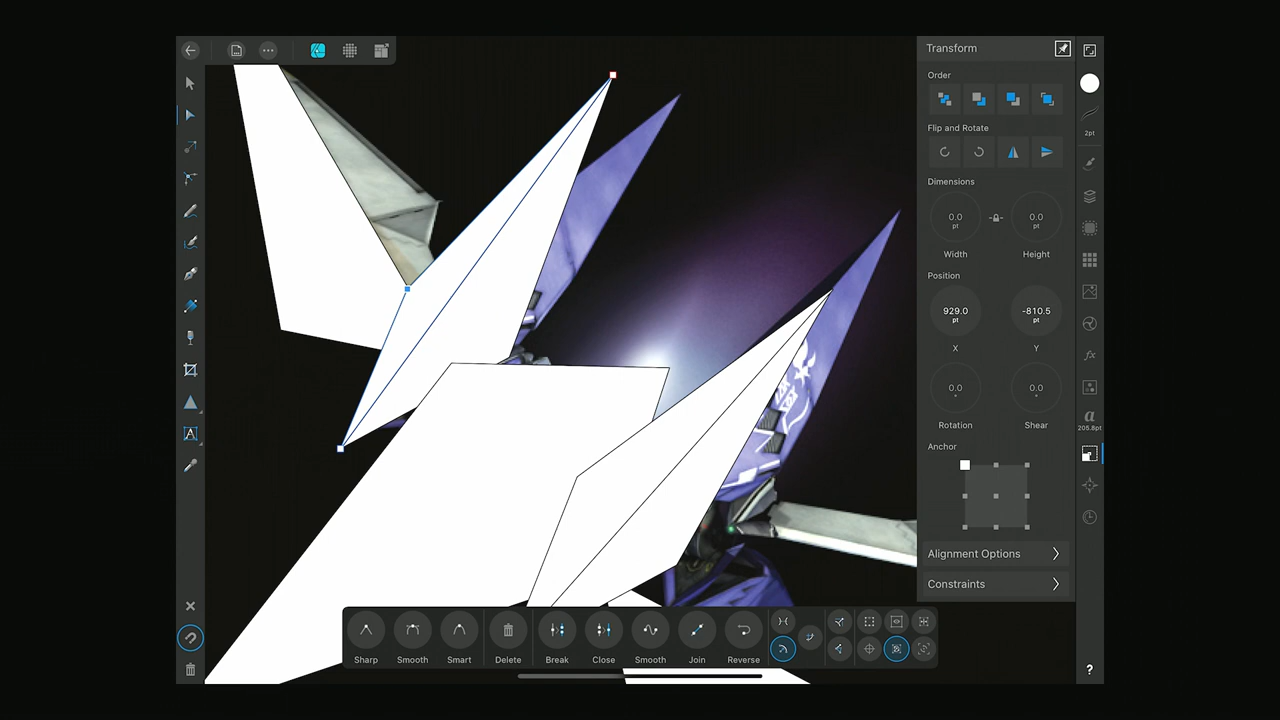 Transform
Order
2pt
Flip and Rotate
Dimensions
0.0
pt
0.0
pt
Width
Height
Position
929.0
pt
-810.5
pt
X
Y
fx
0.0
0.0
a
205.8pt
Rotation
Shear
A
Anchor
Alignment Options
Constraints
Sharp
Smooth
Smart
Delete
Break
Close
Smooth
Join
Reverse
?